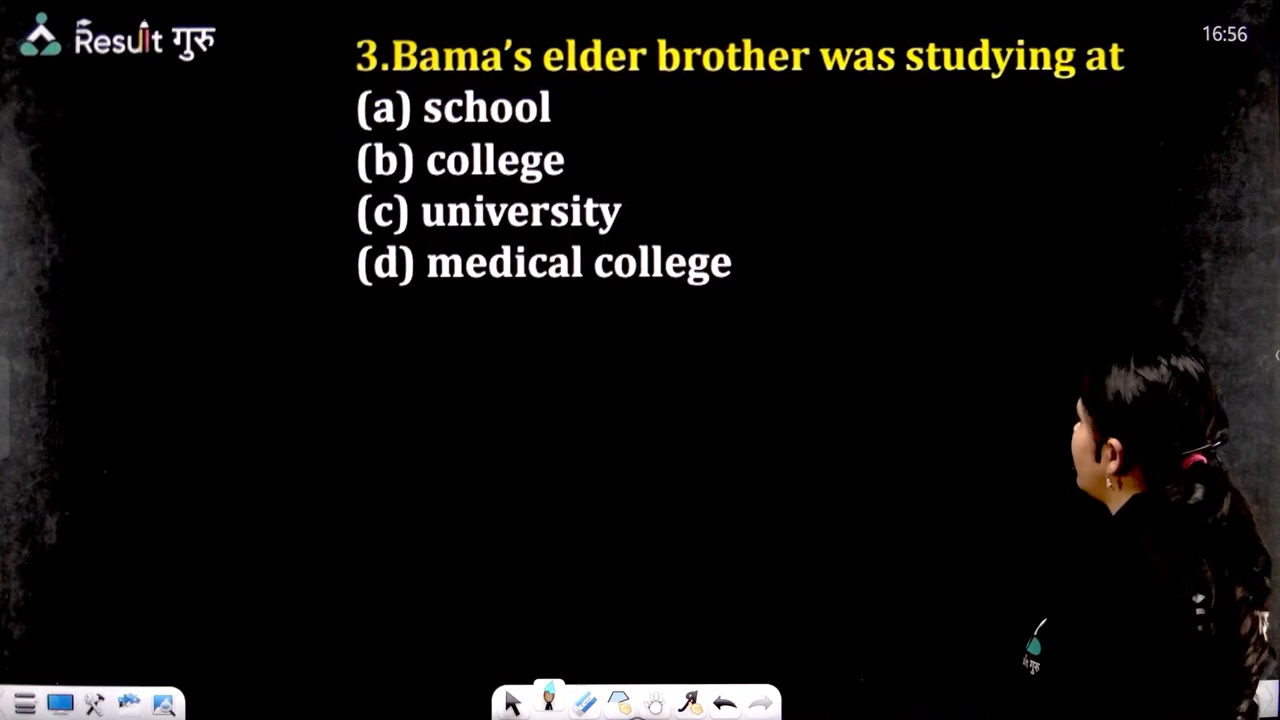 Result गुरु
16:56
3.Bama’s elder brother was studying at
(a) school
(b) college
(c) university
(d) medical college